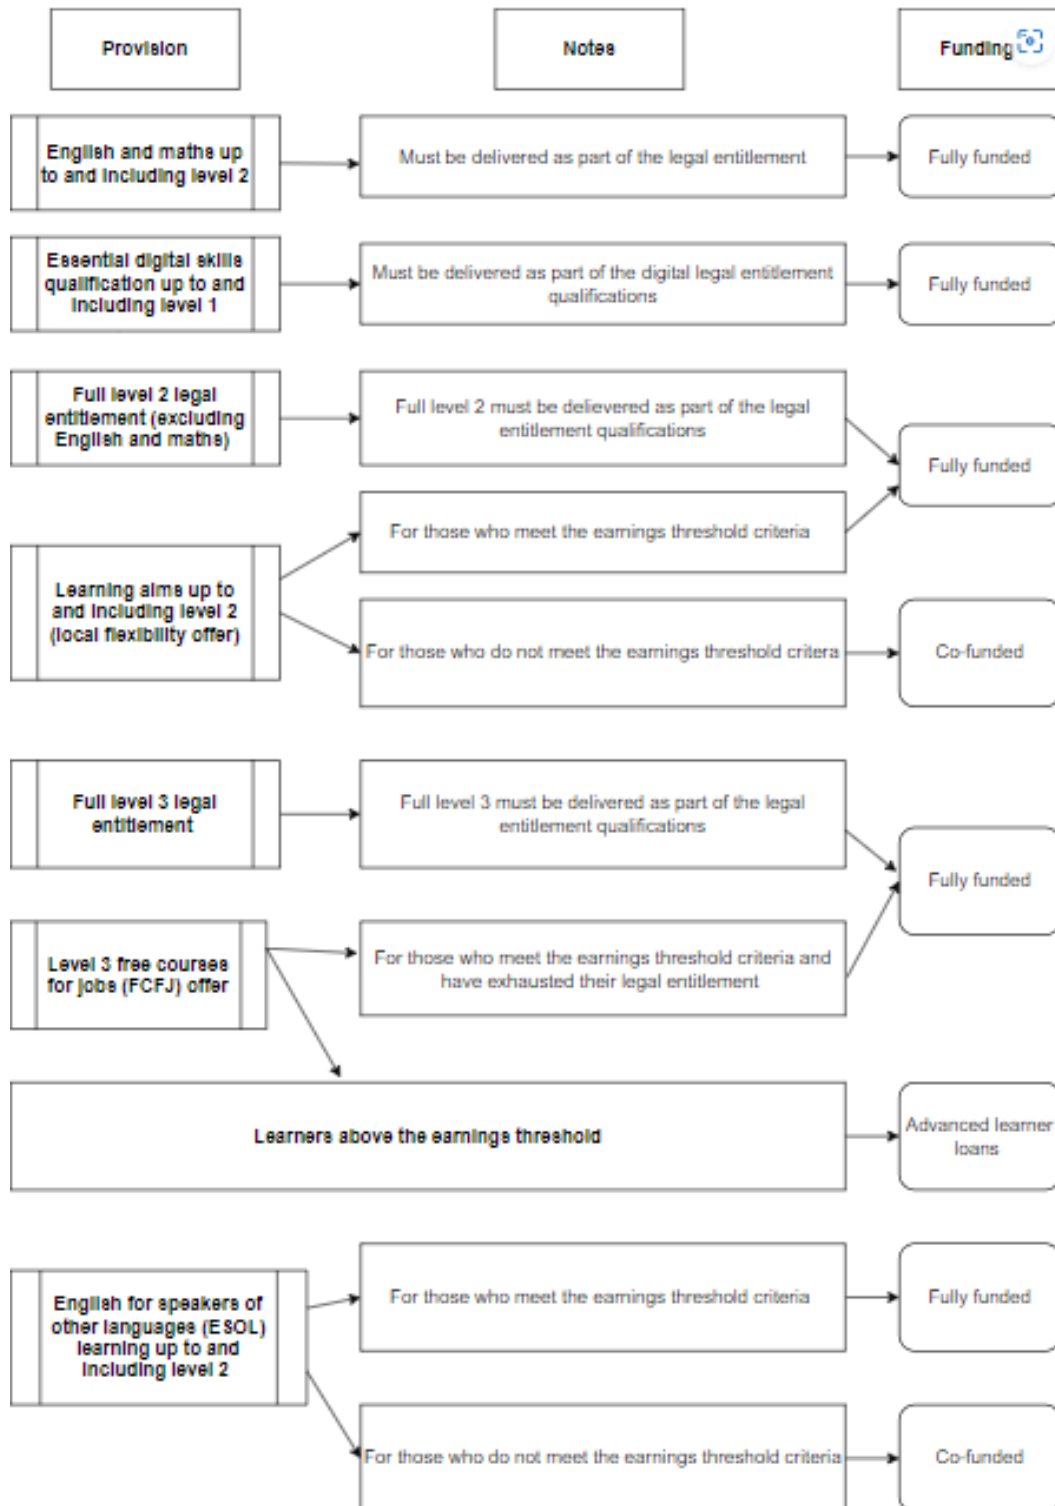 Provision
Notes
Funding
English and maths up
to and including level 2
Must be delivered as part of the legal entitlement
Fully funded
Essential digital skills
qualification up to and
including level 1
Must be delivered as part of the digital legal entitlement
qualifications
Fully funded
Full level 2 legal
entitlement (excluding
English and maths)
Full level 2 must be delievered as part of the legal
entitlement qualifications
Fully funded
For those who meet the earnings threshold criteria
Learning aims up to
and including level 2
(local flexibility offer)
For those who do not meet the earnings threshold critera
Co-funded
Full level 3 legal
entitlement
Full level 3 must be delivered as part of the legal
entitlement qualifications
Fully funded
Level 3 free courses
for jobs (FCFJ) offer
For those who meet the earnings threshold criteria and
have exhausted their legal entitlement
Learners above the earnings threshold
Advanced learner
loans
English for speakers of
other languages (ESOL)
learning up to and
including level 2
For those who meet the earnings threshold criteria
Fully funded
For those who do not meet the earnings threshold criteria
Co-funded